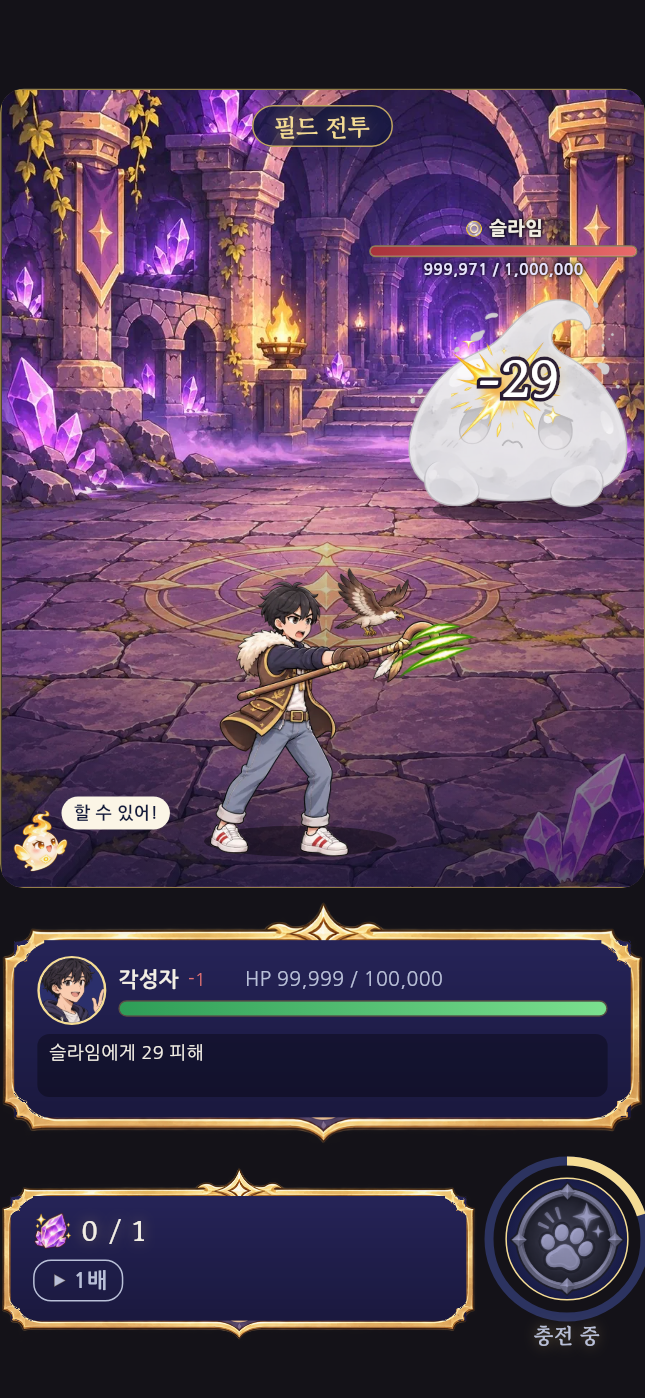 필드 전투
슬라임
999,971 / 1,000,000
-29
할 수 있어!
각성자 -1 HP 99,999 / 100,000
슬라임에게 29 피해
0 / 1
▶ 1배
충전 중